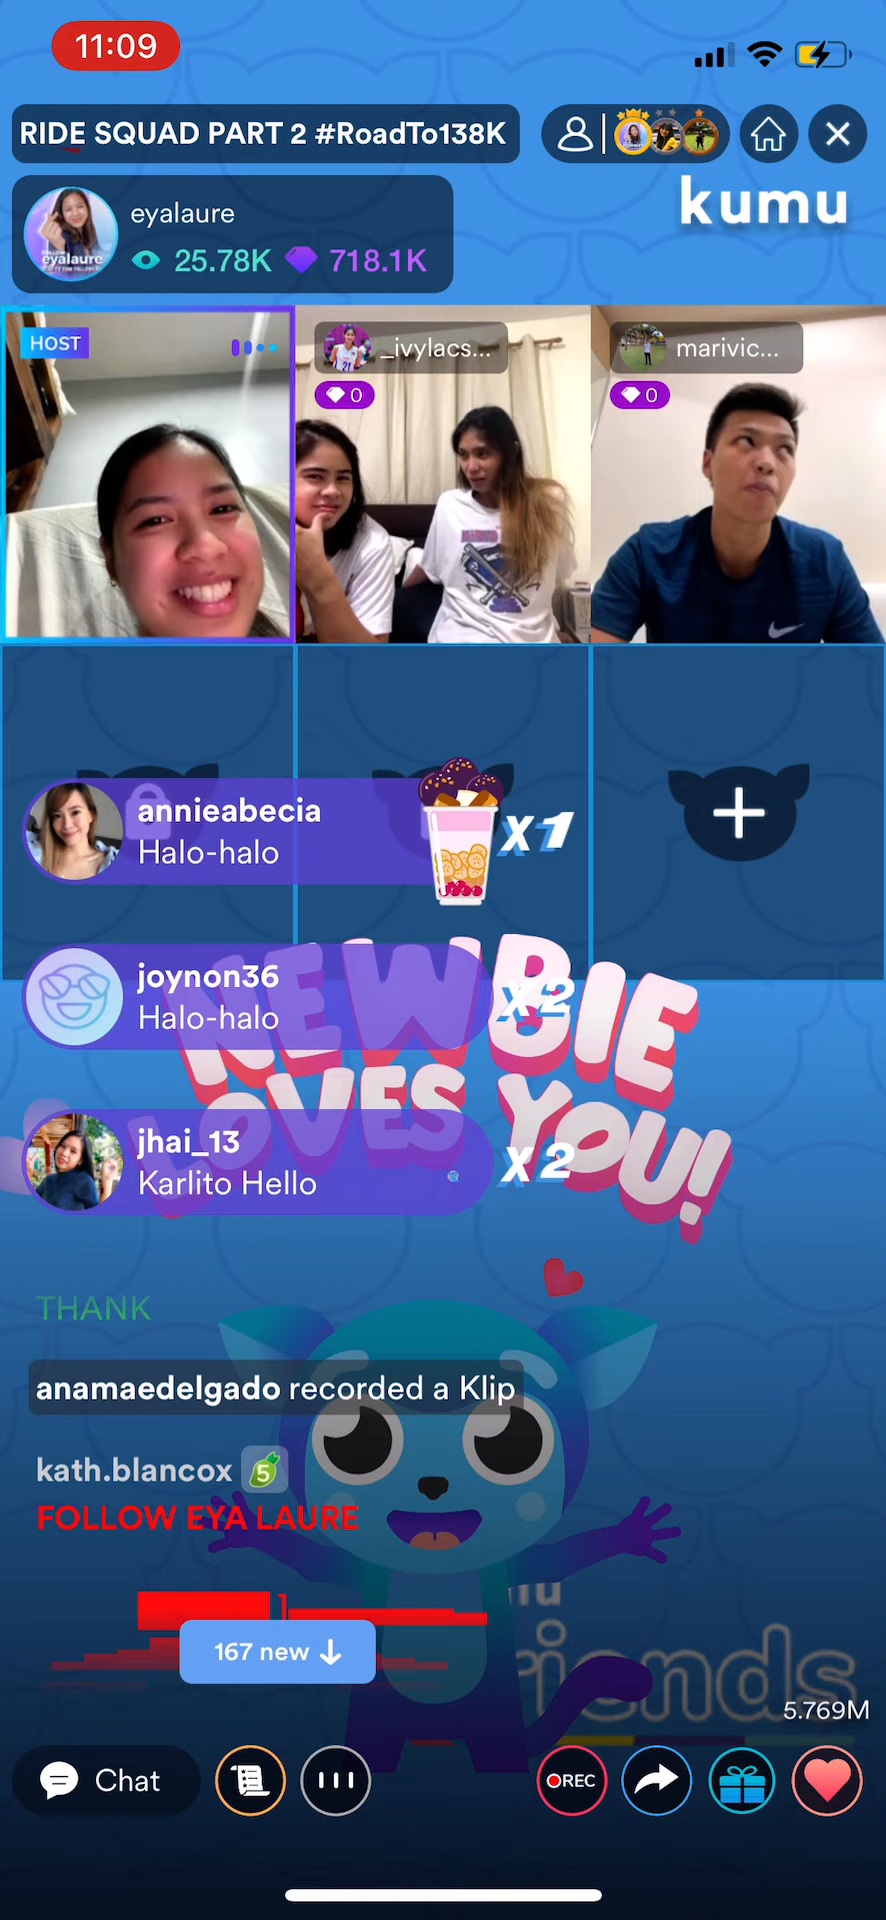 11:09
RIDE SQUAD PART 2 #RoadTo138K
kumu
eyalaure
25.78K 718.1K
HOST
_ivylacs...
0
marivic...
0
21
eyalaure
annieabecia
Halo-halo
x1
NEWBIE
joynon36
Halo-halo
x2
LOVES YOU!
jhai_13
Karlito Hello
x2
THANK
anamaedelgado recorded a Klip
kath.blancox 5
FOLLOW EYA LAURE
167 new
5.769M
Chat
REC